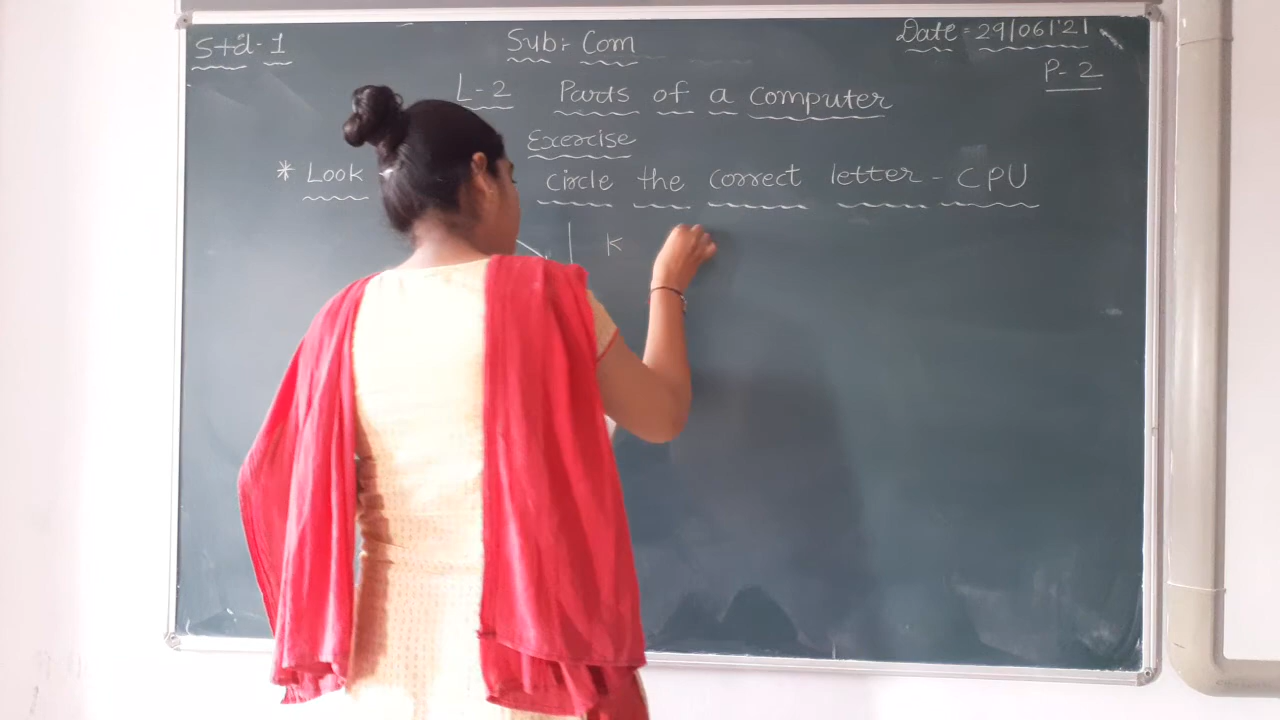 Std-1
Sub:- Com
Date - 29/06/21
P-2
L-2 Parts of a Computer
Exercise
* Look circle the correct letter - CPU
K